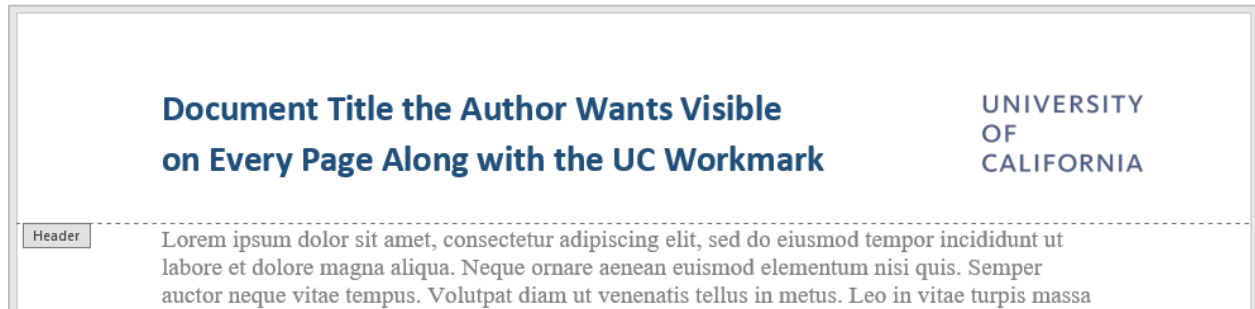 Document Title the Author Wants Visible
on Every Page Along with the UC Workmark
UNIVERSITY
OF
CALIFORNIA
Header
Lorem ipsum dolor sit amet, consectetur adipiscing elit, sed do eiusmod tempor incididunt ut
labore et dolore magna aliqua. Neque ornare aenean euismod elementum nisi quis. Semper
auctor neque vitae tempus. Volutpat diam ut venenatis tellus in metus. Leo in vitae turpis massa